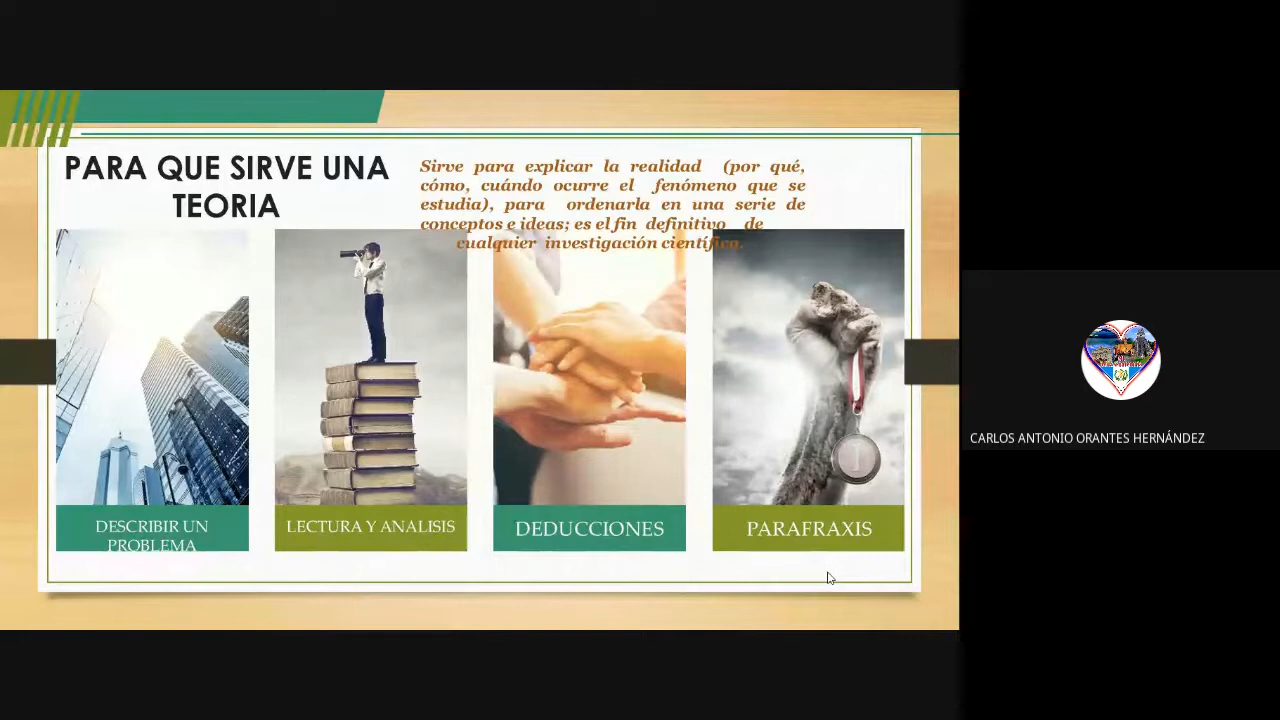 PARA QUE SIRVE UNA
TEORIA
Sirve para explicar la realidad (por qué,
cómo, cuándo ocurre el fenómeno que se
estudia), para ordenarla en una serie de
conceptos e ideas; es el fin definitivo de
cualquier investigación científica.
DESCRIBIR UN
PROBLEMA
LECTURA Y ANALISIS
DEDUCCIONES
PARAFRAXIS
CARLOS ANTONIO ORANTES HERNÁNDEZ